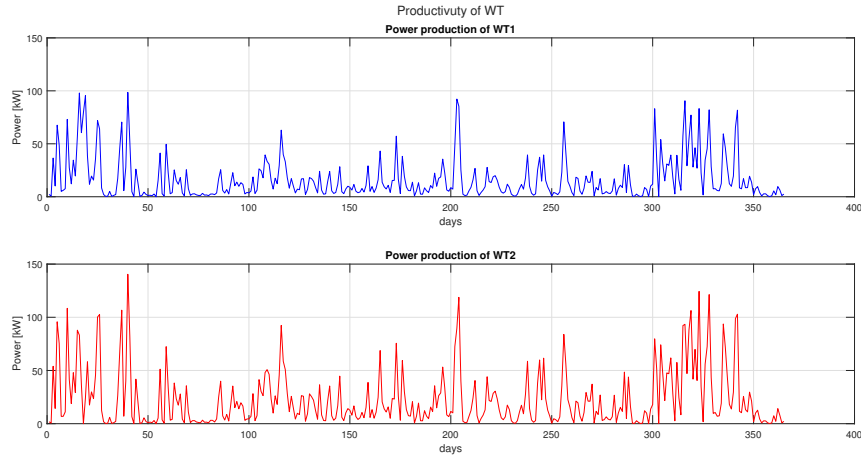 Productivuty of WT
Power production of WT1
150
100
50
0
Power [kW]
0 50 100 150 200 250 300 350 400
days
Power production of WT2
150
100
50
0
Power [kW]
0 50 100 150 200 250 300 350 400
days